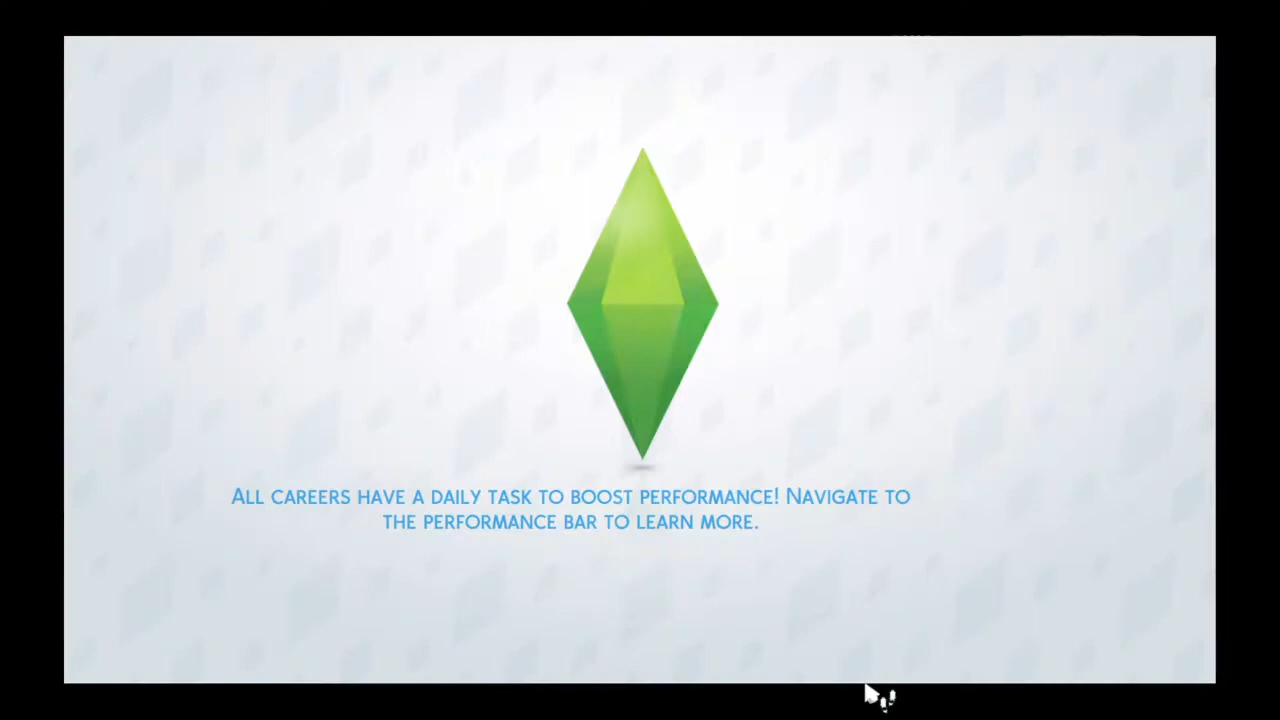 All careers have a daily task to boost performance! Navigate to
the performance bar to learn more.